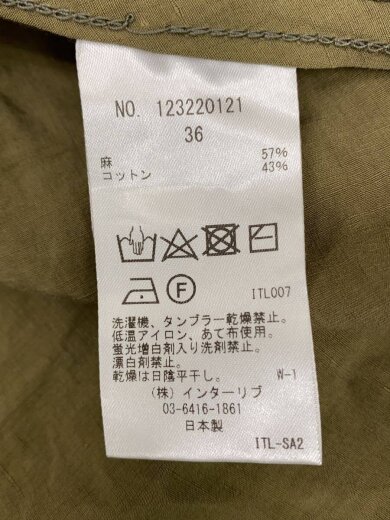 NO. 123220121
36
麻 57%
コットン 43%
F
ITL007
洗濯機、タンブラー乾燥禁止。
低温アイロン、あて布使用。
蛍光増白剤入り洗剤禁止。
漂白剤禁止。
乾燥は日陰平干し。 W-1
(株)インターリブ
03-6416-1861
日本製
ITL-SA2